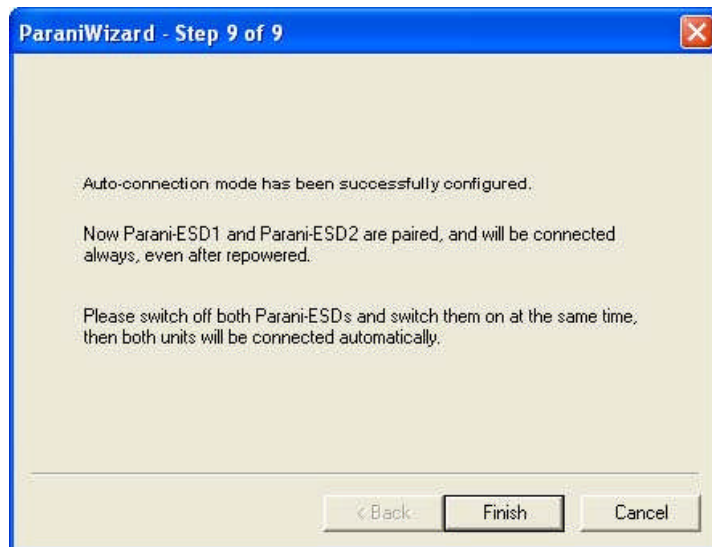 ParaniWizard - Step 9 of 9
Auto-connection mode has been successfully configured.
Now Parani-ESD1 and Parani-ESD2 are paired, and will be connected
always, even after repowered.
Please switch off both Parani-ESDs and switch them on at the same time,
then both units will be connected automatically.
< Back
Finish
Cancel